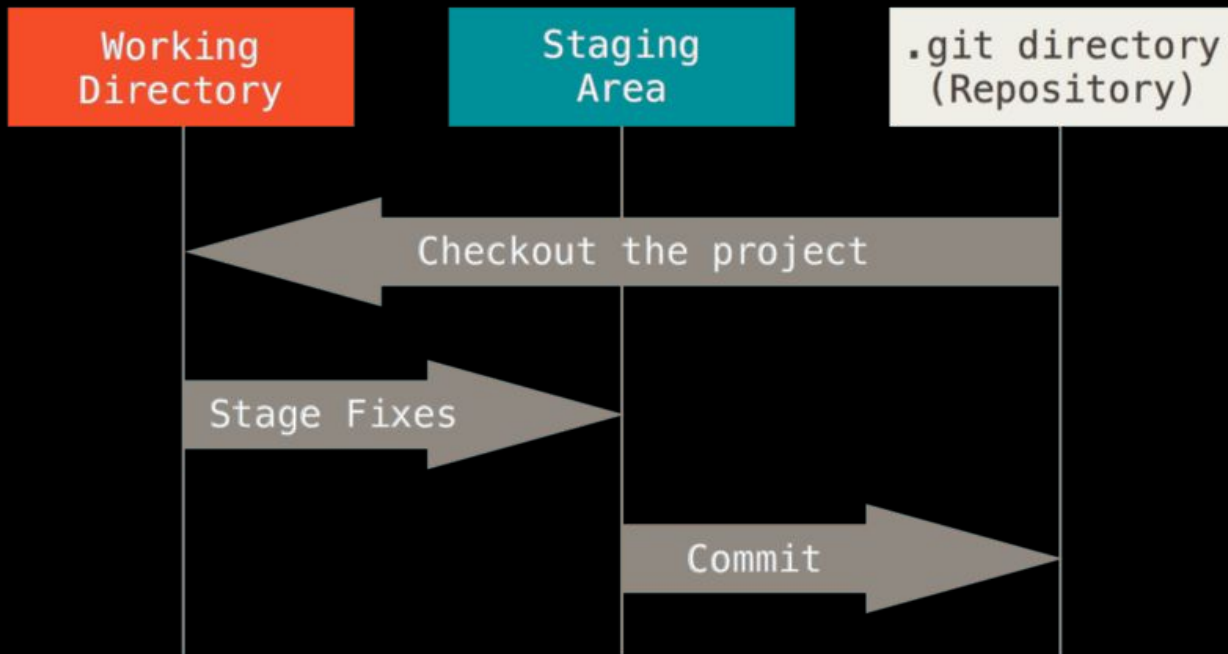 Working
Directory
Staging
Area
.git directory
(Repository)
Checkout the project
Stage Fixes
Commit